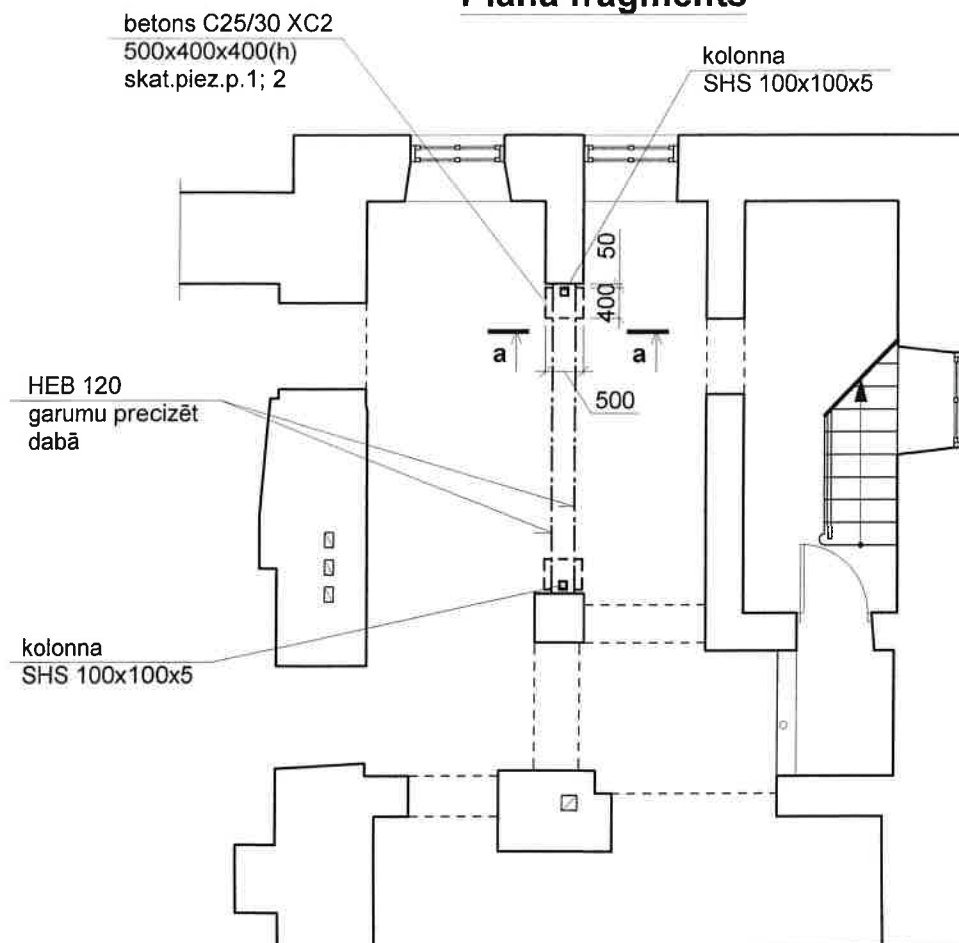 Plāna fragments
betons C25/30 XC2
500x400x400(h)
skat.piez.p.1; 2
kolonna
SHS 100x100x5
50
400
a
a
HEB 120
garumu precizēt
dabā
500
kolonna
SHS 100x100x5